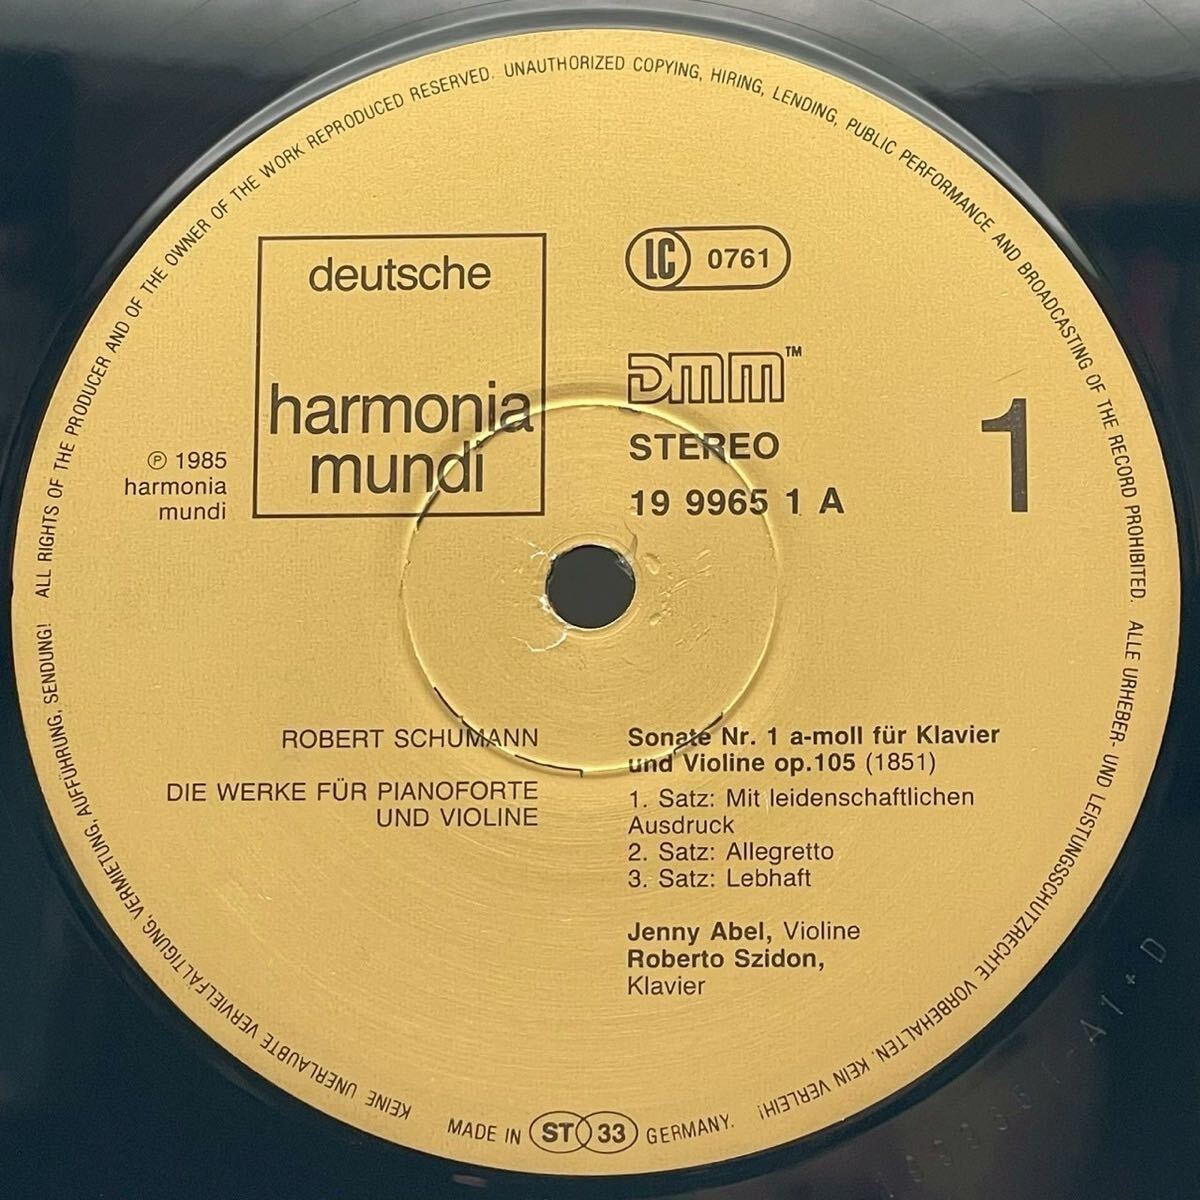 ALL RIGHTS OF THE PRODUCER AND OF THE OWNER OF THE WORK REPRODUCED RESERVED. UNAUTHORIZED COPYING, HIRING, LENDING, PUBLIC PERFORMANCE AND BROADCASTING OF THE RECORD PROHIBITED. ALLE URHEBER- UND LEISTUNGSSCHUTZRECHTE VORBEHALTEN. KEIN VERLEIH! KEINE UNERLAUBTE VERVIELFÄLTIGUNG, VERMIETUNG, AUFFÜHRUNG, SENDUNG!
deutsche
harmonia
mundi
℗ 1985
harmonia
mundi
LC 0761
DMM™
STEREO
19 9965 1 A
1
ROBERT SCHUMANN
DIE WERKE FÜR PIANOFORTE
UND VIOLINE
Sonate Nr. 1 a-moll für Klavier
und Violine op.105 (1851)
1. Satz: Mit leidenschaftlichen
Ausdruck
2. Satz: Allegretto
3. Satz: Lebhaft
Jenny Abel, Violine
Roberto Szidon,
Klavier
MADE IN ST 33 GERMANY.
A 1 + D